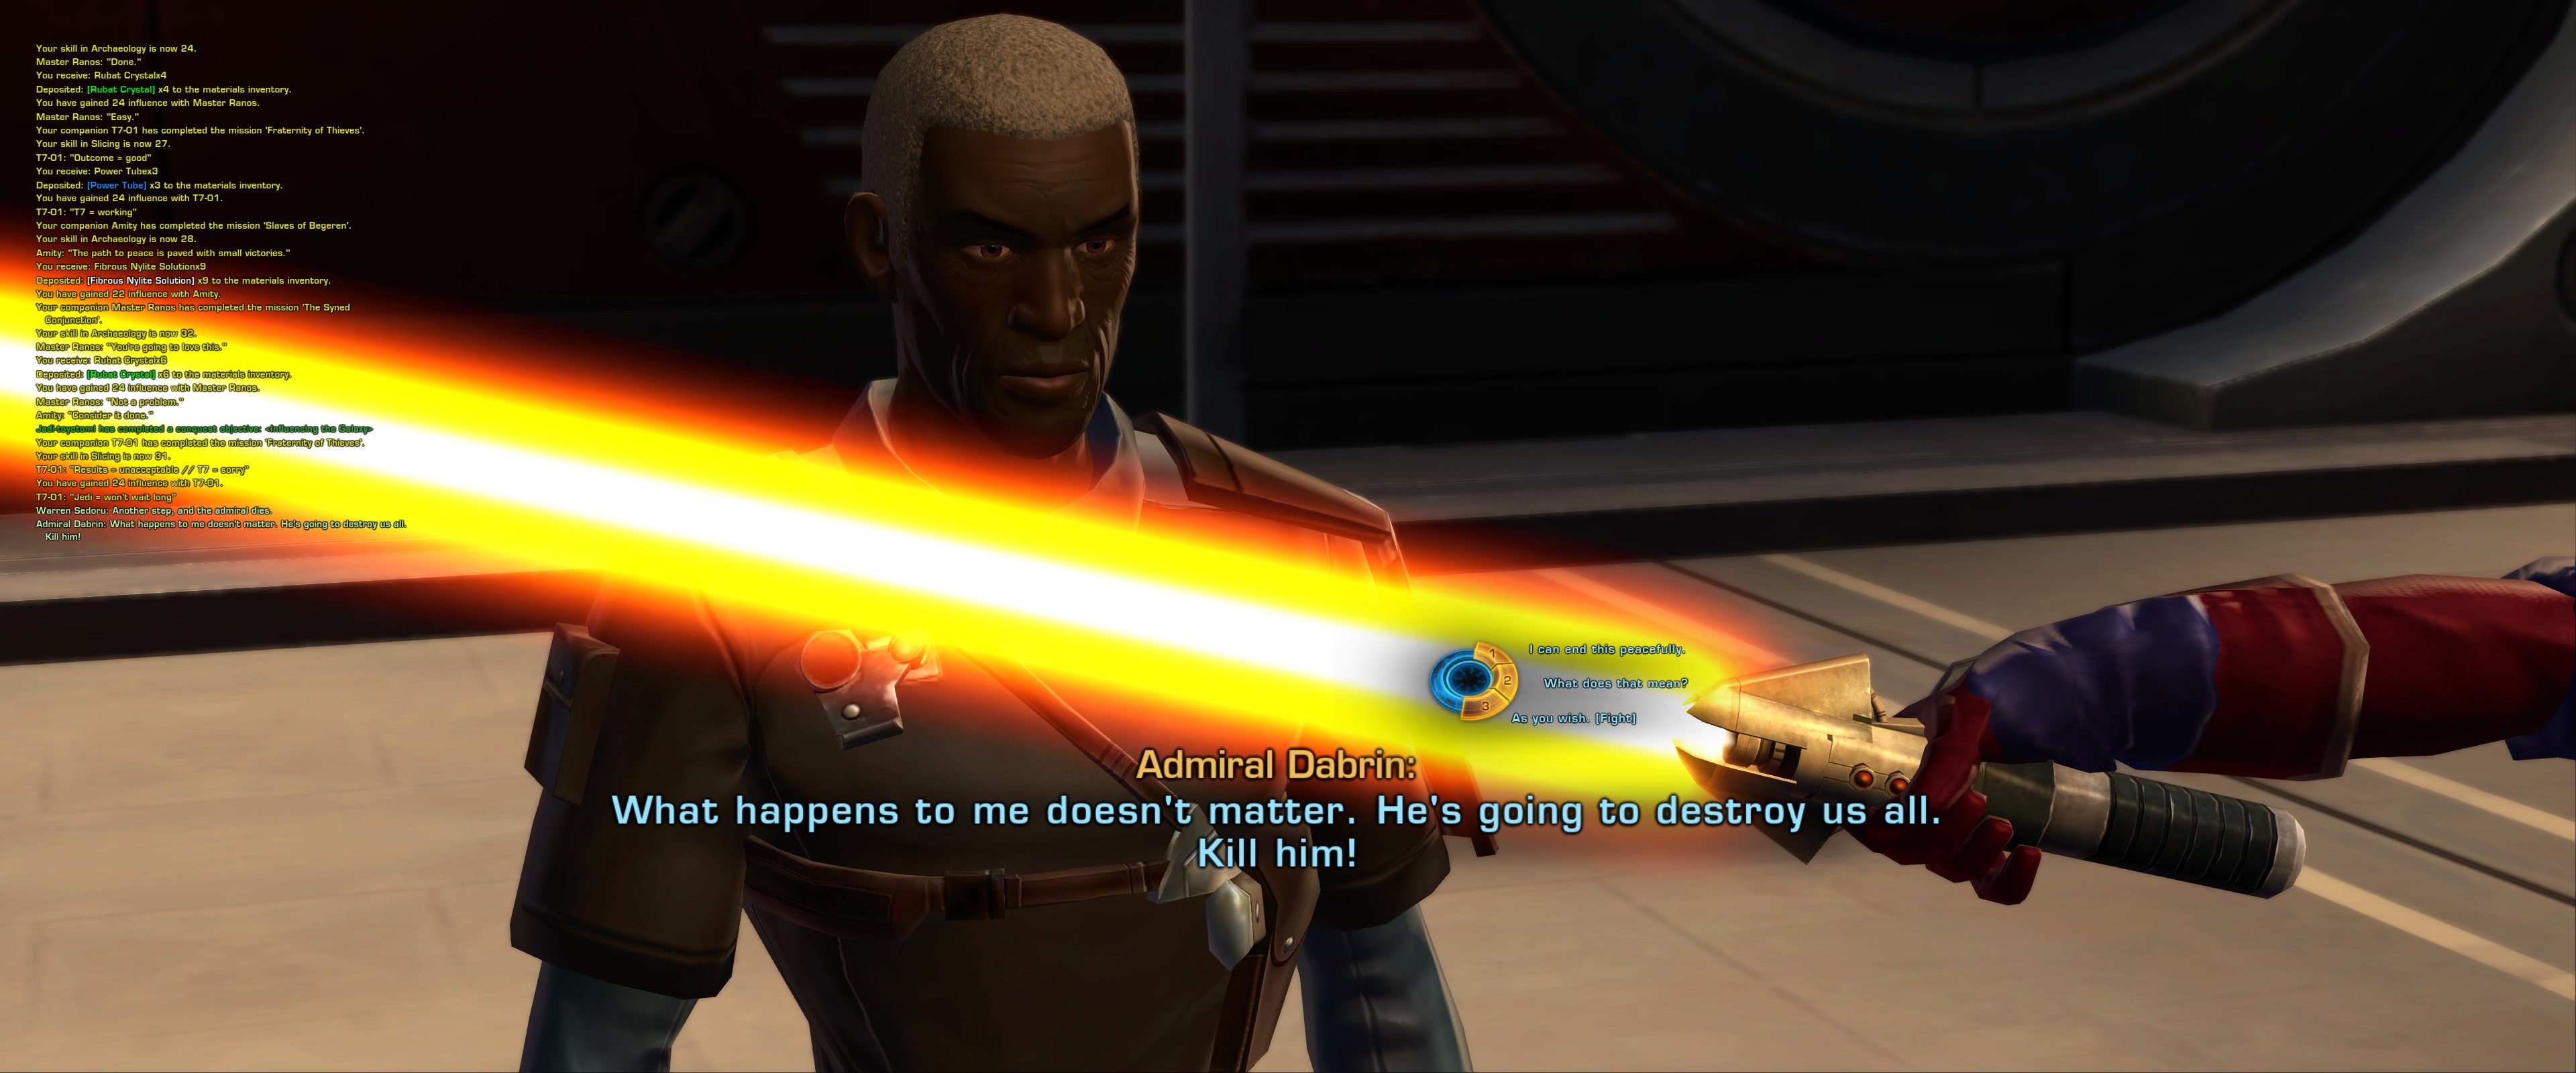 Your skill in Archaeology is now 24.
Master Ranos: "Done."
You receive: Rubat Crystalx4
Deposited: [Rubat Crystal] x4 to the materials inventory.
You have gained 24 influence with Master Ranos.
Master Ranos: "Easy."
Your companion T7-01 has completed the mission 'Fraternity of Thieves'.
Your skill in Slicing is now 27.
T7-01: "Outcome = good"
You receive: Power Tubex3
Deposited: [Power Tube] x3 to the materials inventory.
You have gained 24 influence with T7-01.
T7-01: "T7 = working"
Your companion Amity has completed the mission 'Slaves of Begeren'.
Your skill in Archaeology is now 28.
Amity: "The path to peace is paved with small victories."
You receive: Fibrous Nylite Solutionx9
Deposited: [Fibrous Nylite Solution] x9 to the materials inventory.
You have gained 22 influence with Amity.
Your companion Master Ranos has completed the mission 'The Syned
Conjunction'.
Your skill in Archaeology is now 32.
Master Ranos: "You're going to love this."
You receive: Rubat Crystalx6
Deposited: [Rubat Crystal] x6 to the materials inventory.
You have gained 24 influence with Master Ranos.
Master Ranos: "Not a problem."
Amity: "Consider it done."
Jedi-toyotomi has completed a conquest objective: <Influencing the Galaxy>
Your companion T7-01 has completed the mission 'Fraternity of Thieves'.
Your skill in Slicing is now 31.
T7-01: "Results = unacceptable // T7 = sorry"
You have gained 24 influence with T7-01.
T7-01: "Jedi = won't wait long"
Warren Sedoru: Another step, and the admiral dies.
Admiral Dabrin: What happens to me doesn't matter. He's going to destroy us all.
Kill him!
1 I can end this peacefully.
2 What does that mean?
3 As you wish. [Fight]
Admiral Dabrin:
What happens to me doesn't matter. He's going to destroy us all.
Kill him!